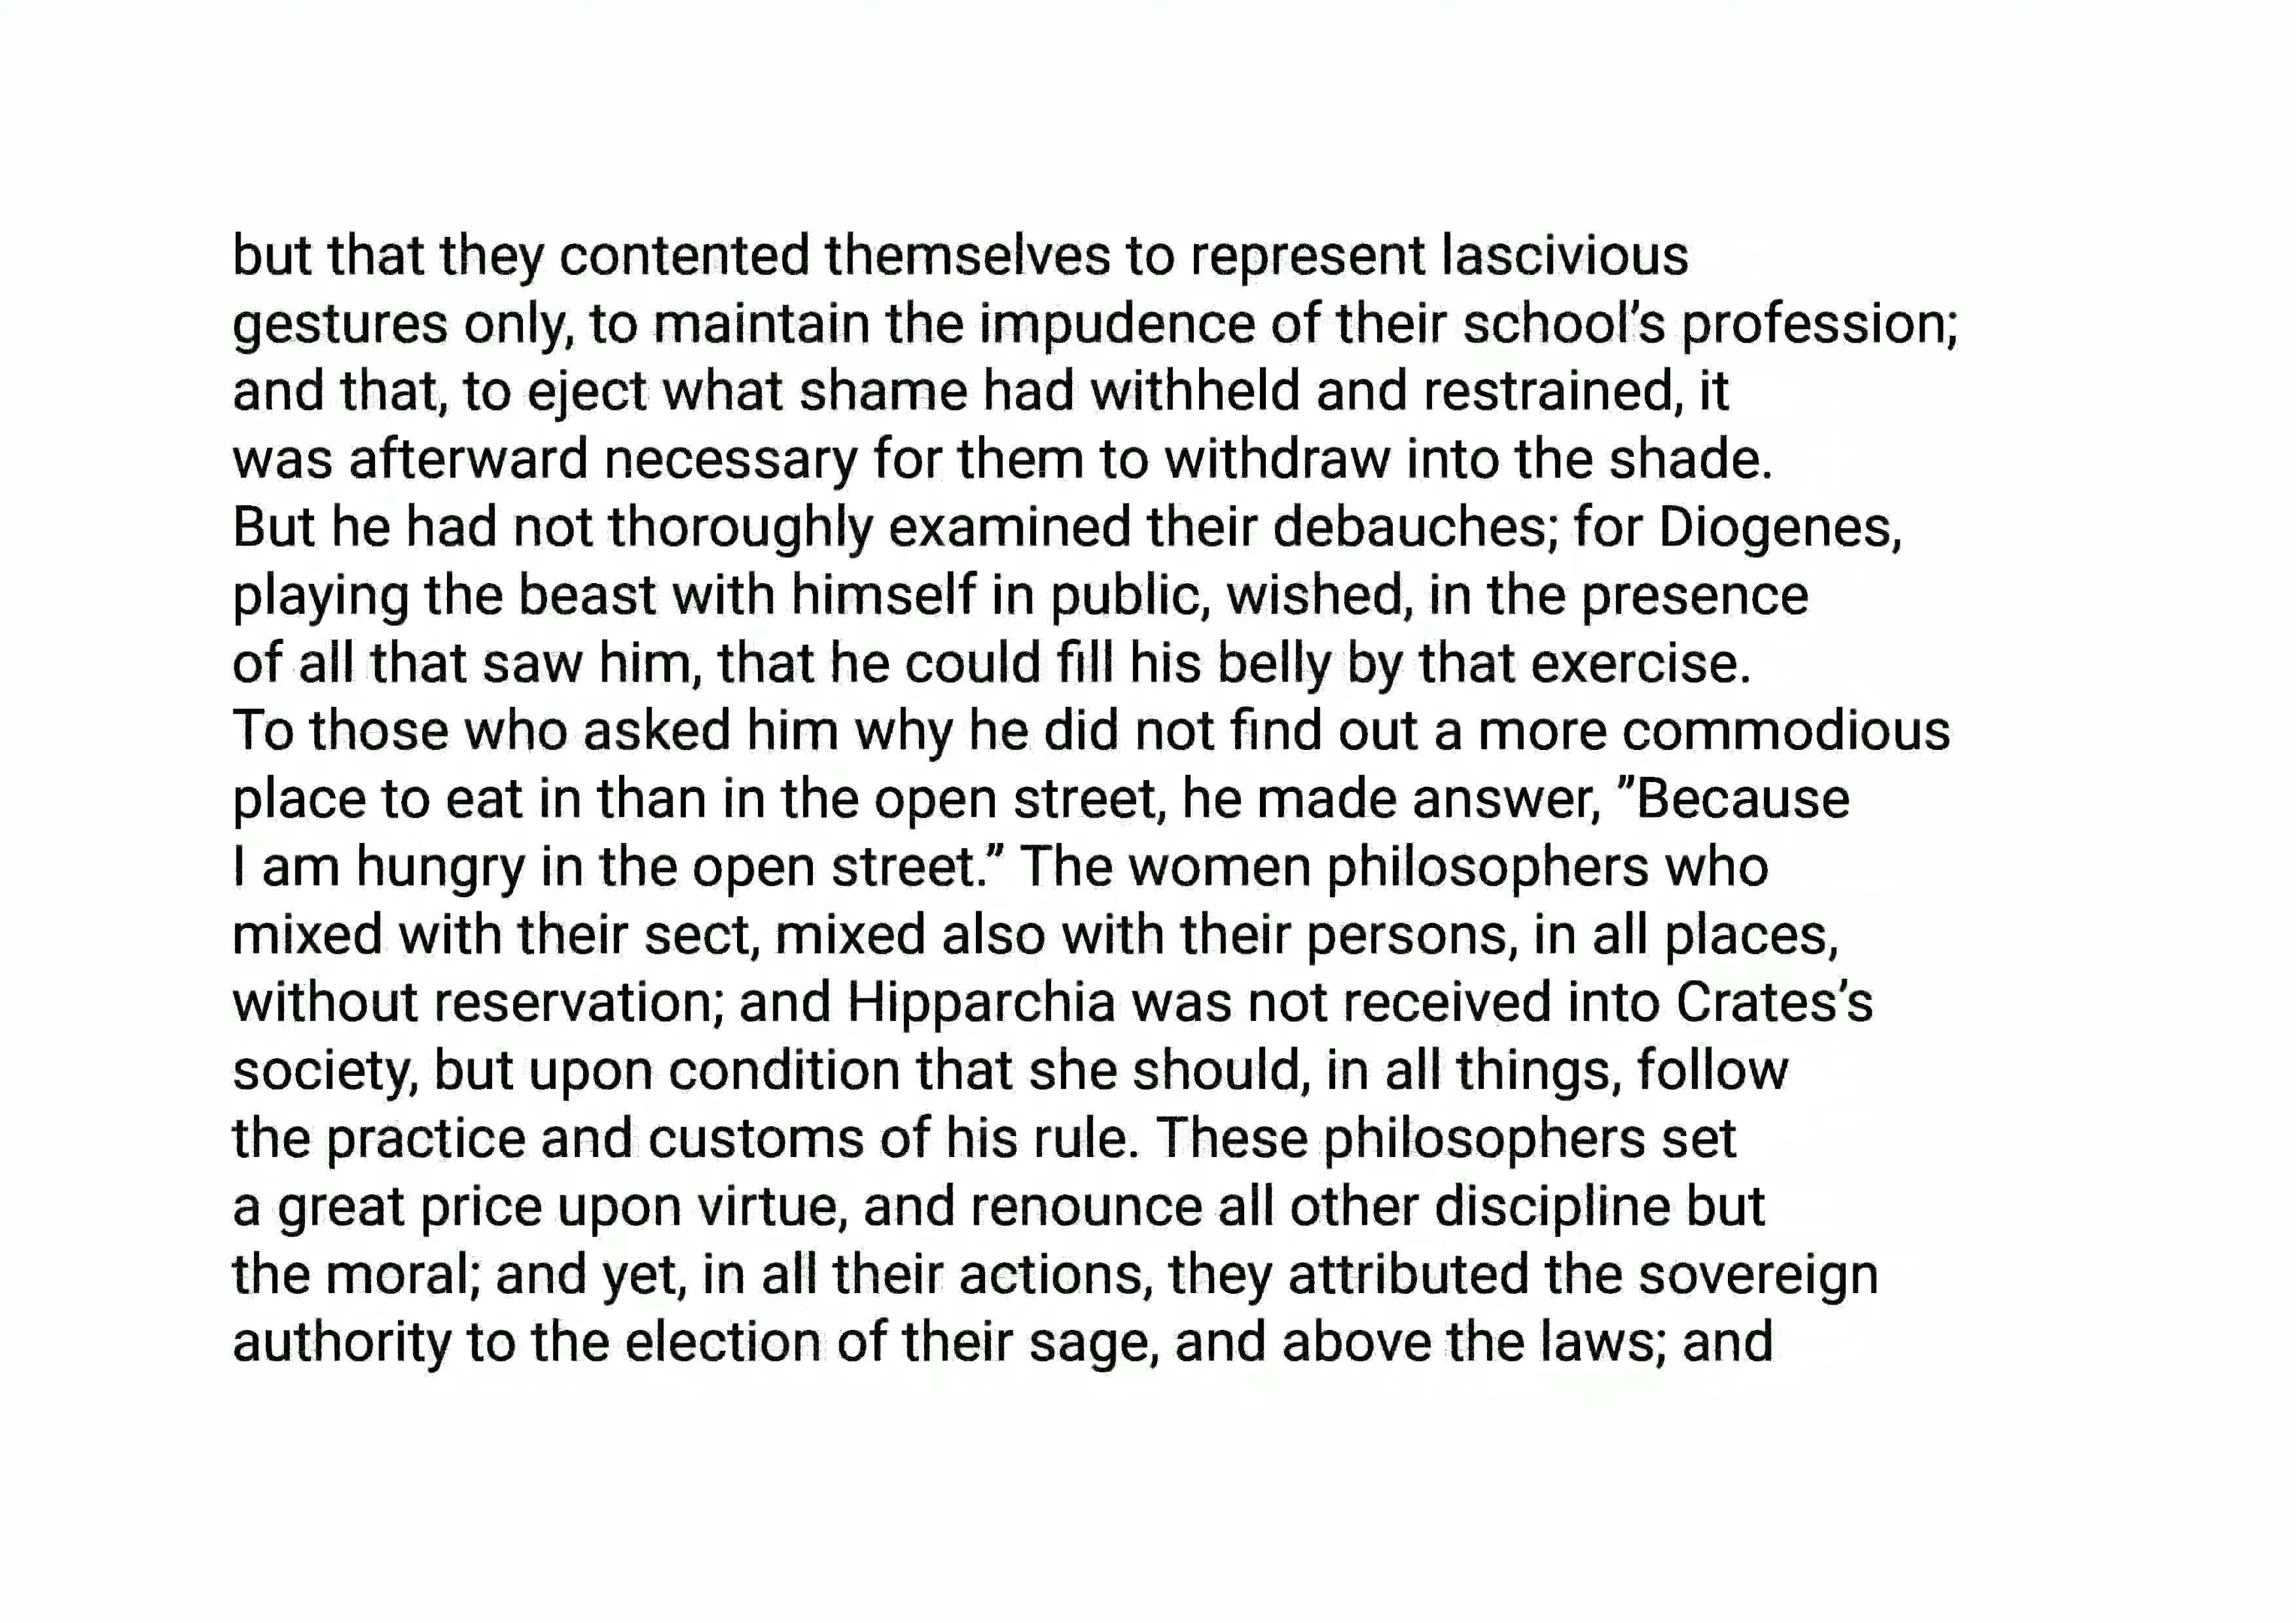 but that they contented themselves to represent lascivious
gestures only, to maintain the impudence of their school's profession;
and that, to eject what shame had withheld and restrained, it
was afterward necessary for them to withdraw into the shade.
But he had not thoroughly examined their debauches; for Diogenes,
playing the beast with himself in public, wished, in the presence
of all that saw him, that he could fill his belly by that exercise.
To those who asked him why he did not find out a more commodious
place to eat in than in the open street, he made answer, "Because
I am hungry in the open street." The women philosophers who
mixed with their sect, mixed also with their persons, in all places,
without reservation; and Hipparchia was not received into Crates's
society, but upon condition that she should, in all things, follow
the practice and customs of his rule. These philosophers set
a great price upon virtue, and renounce all other discipline but
the moral; and yet, in all their actions, they attributed the sovereign
authority to the election of their sage, and above the laws; and